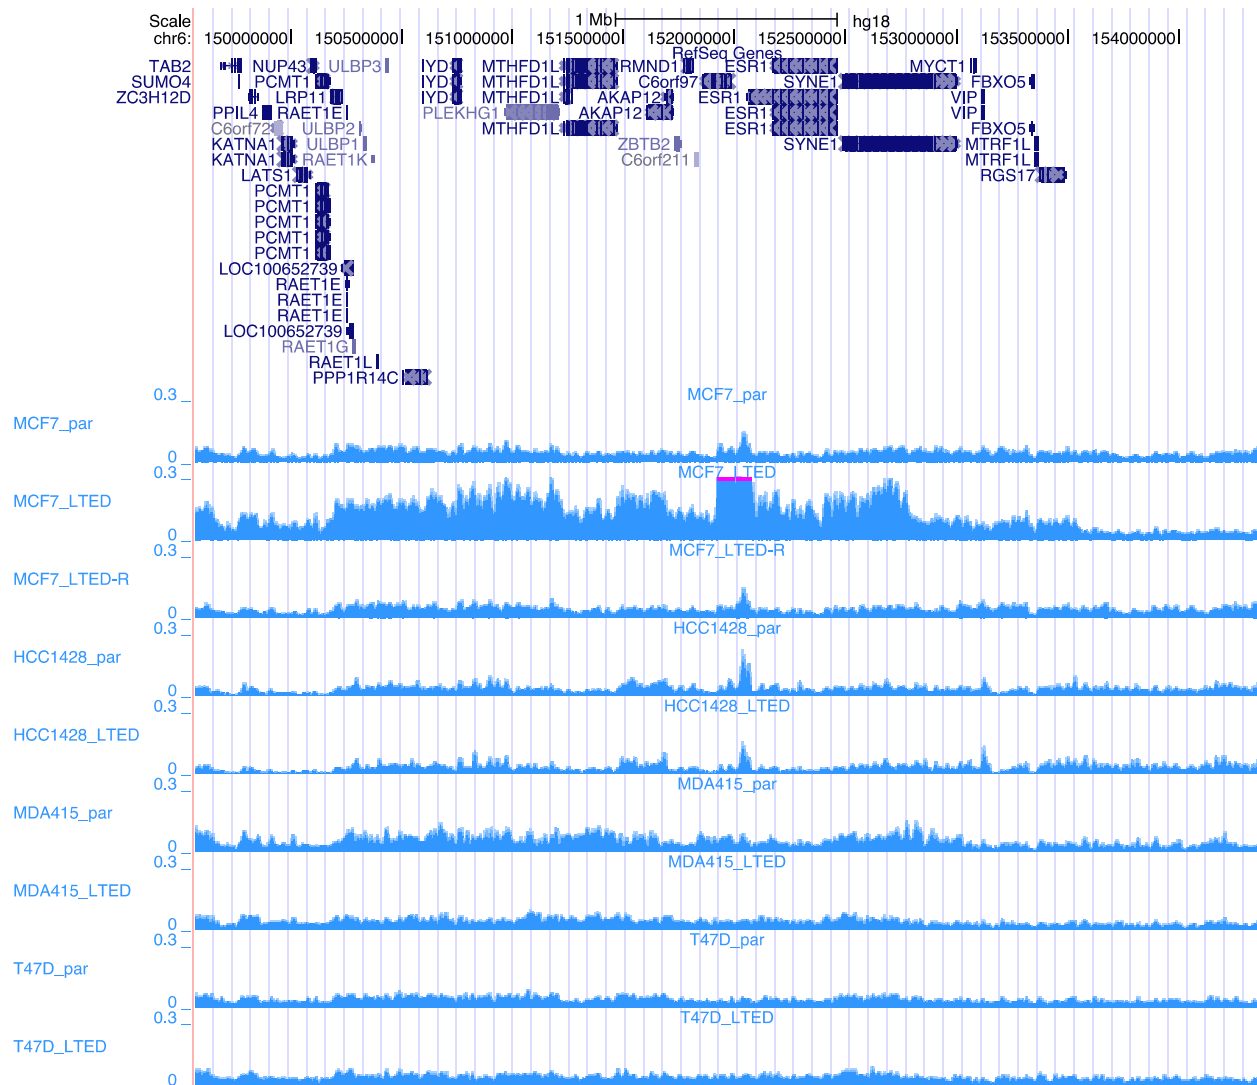 Scale 1 Mb hg18
chr6: 150000000 150500000 151000000 151500000 152000000 152500000 153000000 153500000 154000000
RefSeq Genes
TAB2 NUP43 ULBP3 IYD MTHFD1L RMND1 ESR1 MYCT1
SUMO4 PCMT1 IYD MTHFD1L C6orf97 SYNE1 FBXO5
ZC3H12D LRP11 IYD MTHFD1L AKAP12 ESR1 VIP
PPIL4 RAET1E PLEKHG1 AKAP12 ESR1 VIP
C6orf72 ULBP2 MTHFD1L ESR1 FBXO5
KATNA1 ULBP1 ZBTB2 SYNE1 MTRF1L
KATNA1 RAET1K C6orf211 MTRF1L
LATS1 RGS17
PCMT1
PCMT1
PCMT1
PCMT1
PCMT1
LOC100652739
RAET1E
RAET1E
RAET1E
LOC100652739
RAET1G
RAET1L
PPP1R14C
0.3 MCF7_par
MCF7_par
0
0.3 MCF7_LTED
MCF7_LTED
0
0.3 MCF7_LTED-R
MCF7_LTED-R
0
0.3 HCC1428_par
HCC1428_par
0
0.3 HCC1428_LTED
HCC1428_LTED
0
0.3 MDA415_par
MDA415_par
0
0.3 MDA415_LTED
MDA415_LTED
0
0.3 T47D_par
T47D_par
0
0.3 T47D_LTED
T47D_LTED
0